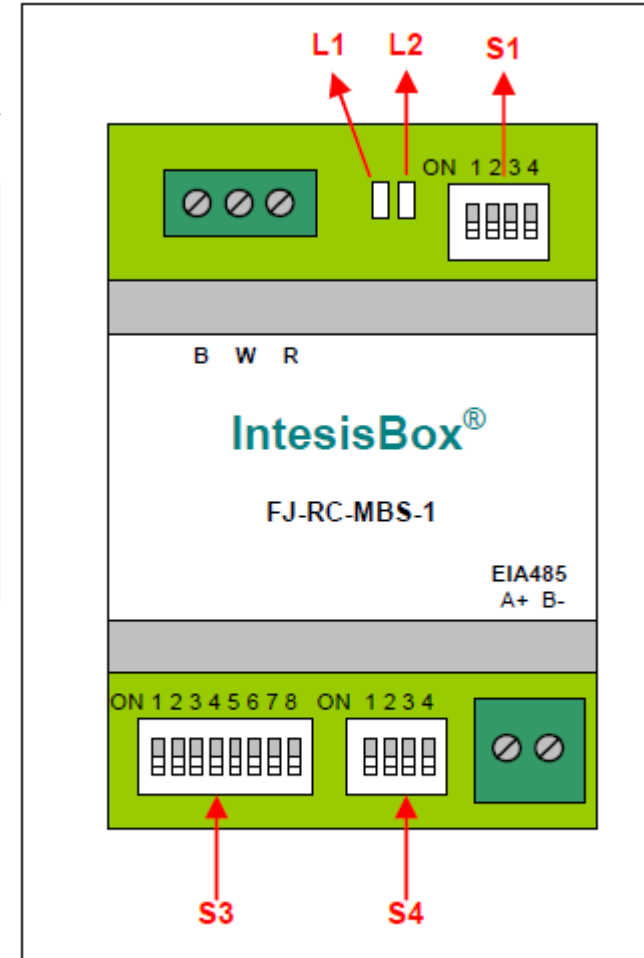 L1 L2 S1
ON 1 2 3 4
B W R
IntesisBox®
FJ-RC-MBS-1
EIA485
A+ B-
ON 1 2 3 4 5 6 7 8 ON 1 2 3 4
S3 S4